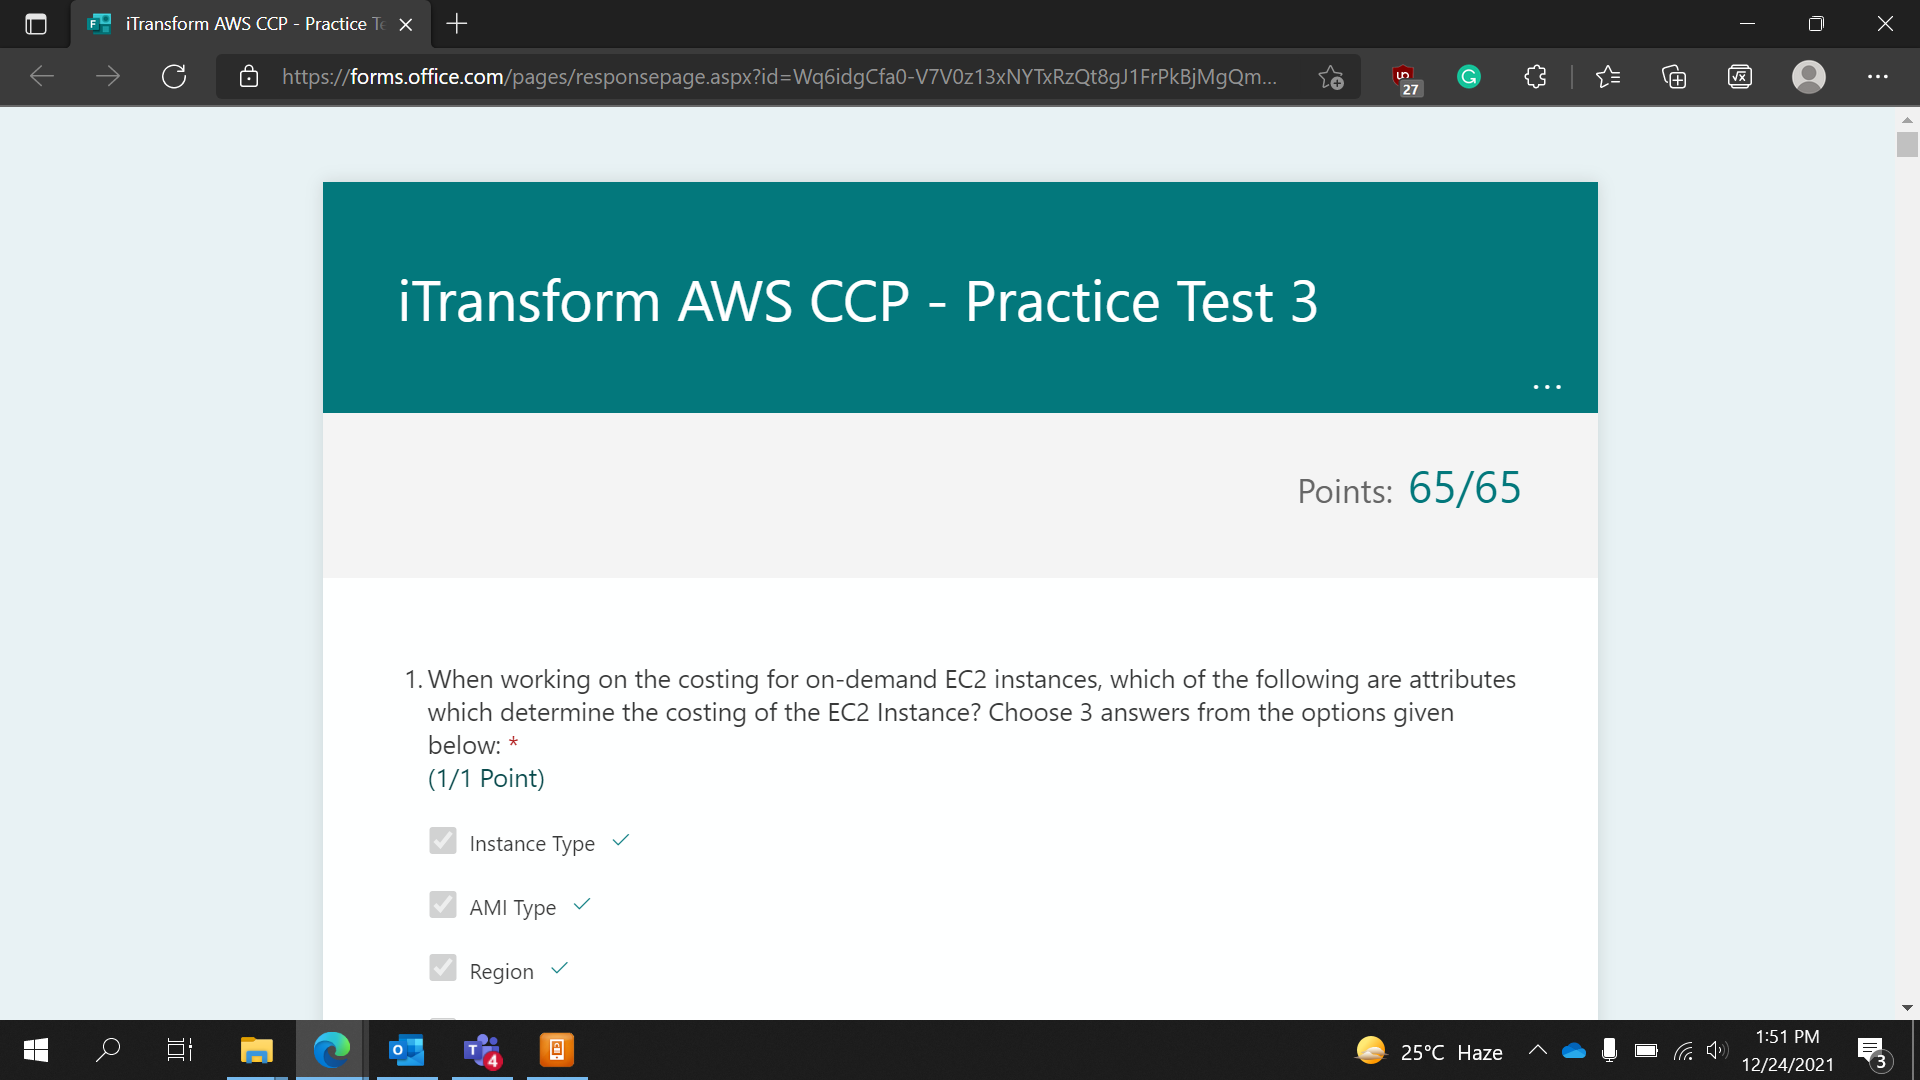 iTransform AWS CCP - Practice Te
https://forms.office.com/pages/responsepage.aspx?id=Wq6idgCfa0-V7V0z13xNYTxRzQt8gJ1FrPkBjMgQm...
27
iTransform AWS CCP - Practice Test 3
...
Points: 65/65
1. When working on the costing for on-demand EC2 instances, which of the following are attributes
which determine the costing of the EC2 Instance? Choose 3 answers from the options given
below: *
(1/1 Point)
Instance Type
AMI Type
Region
4
25°C Haze
1:51 PM
12/24/2021
3